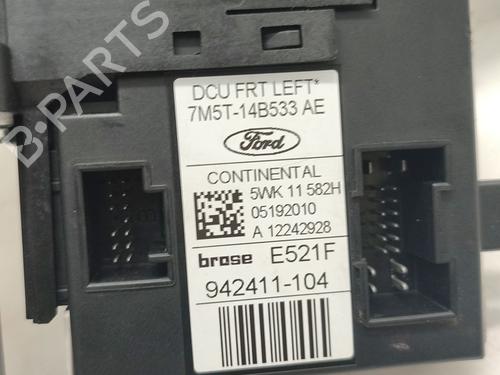 B-PARTS
DCU FRT LEFT*
7M5T-14B533 AE
Ford
CONTINENTAL
5WK 11 582H
05192010
A 12242928
brose E521F
942411-104